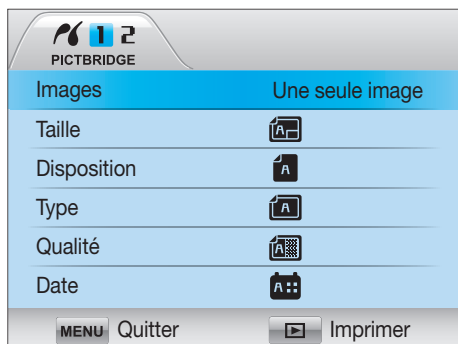 1 2
PICTBRIDGE
Images Une seule image
Taille A
Disposition A
Type A
Qualité A
Date A
MENU Quitter Imprimer